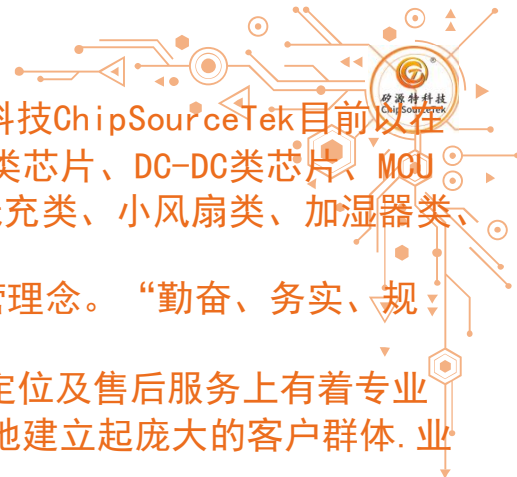 矽源特科技
ChipSourceTek
科技ChipSourceTek目前以在
类芯片、DC-DC类芯片、MCU
充类、小风扇类、加湿器类、
营理念。“勤奋、务实、规
定位及售后服务上有着专业
地建立起庞大的客户群体.业